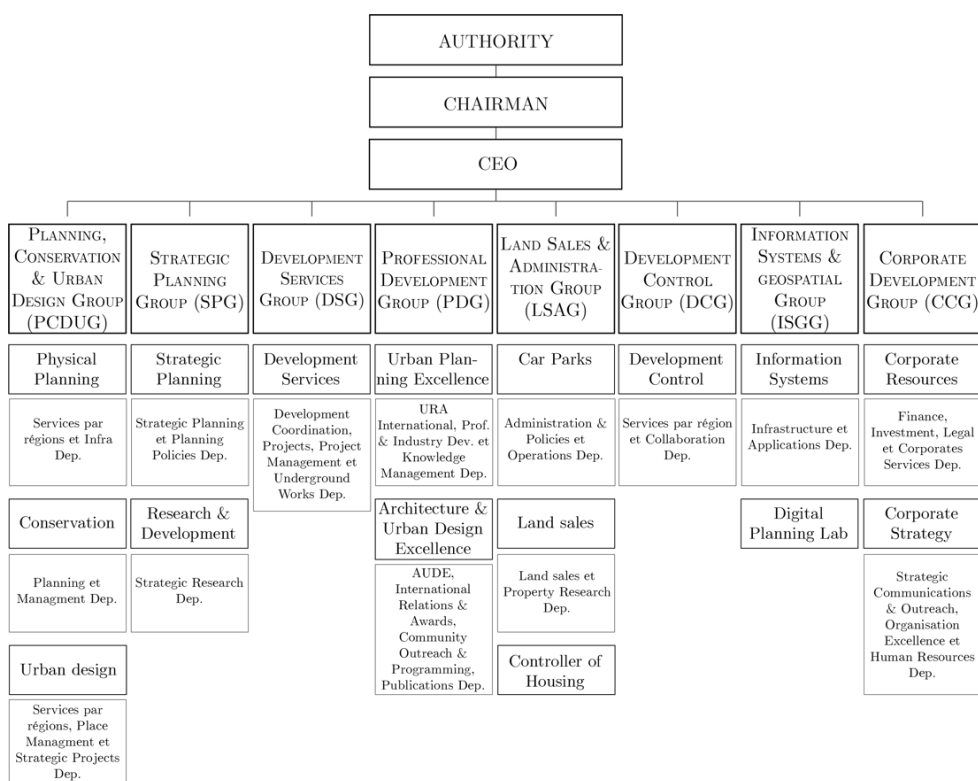 AUTHORITY
CHAIRMAN
CEO
Planning,
Conservation
& Urban
Design Group
(PCDUG)
Strategic
Planning
Group (SPG)
Development
Services
Group (DSG)
Professional
Development
Group (PDG)
Land Sales &
Administra-
tion Group
(LSAG)
Development
Control
Group (DCG)
Information
Systems &
geospatial
Group
(ISGG)
Corporate
Development
Group (CCG)
Physical
Planning
Services par
régions et Infra
Dep.
Conservation
Planning et
Managment Dep.
Urban design
Services par
régions, Place
Managment et
Strategic Projects
Dep.
Strategic
Planning
Strategic Planning
et Planning
Policies Dep.
Research &
Development
Strategic Research
Dep.
Development
Services
Development
Coordination,
Projects, Project
Management et
Underground
Works Dep.
Urban Plan-
ning Excellence
URA
International, Prof.
& Industry Dev. et
Knowledge
Management Dep.
Architecture &
Urban Design
Excellence
AUDE,
International
Relations &
Awards,
Community
Outreach &
Programming,
Publications Dep.
Car Parks
Administration &
Policies et
Operations Dep.
Land sales
Land sales et
Property Research
Dep.
Controller of
Housing
Development
Control
Services par région
et Collaboration
Dep.
Information
Systems
Infrastructure et
Applications Dep.
Digital
Planning Lab
Corporate
Resources
Finance,
Investment, Legal
et Corporates
Services Dep.
Corporate
Strategy
Strategic
Communications
& Outreach,
Organisation
Excellence et
Human Resources
Dep.